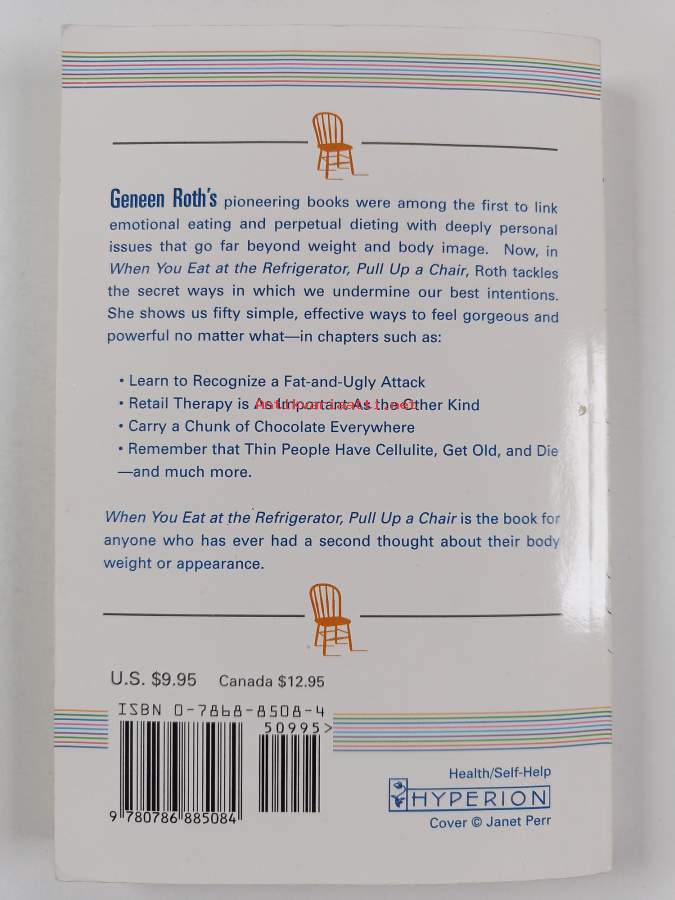 Geneen Roth's pioneering books were among the first to link
emotional eating and perpetual dieting with deeply personal
issues that go far beyond weight and body image. Now, in
When You Eat at the Refrigerator, Pull Up a Chair, Roth tackles
the secret ways in which we undermine our best intentions.
She shows us fifty simple, effective ways to feel gorgeous and
powerful no matter what—in chapters such as:
• Learn to Recognize a Fat-and-Ugly Attack
• Retail Therapy is As Important As the Other Kind
• Carry a Chunk of Chocolate Everywhere
• Remember that Thin People Have Cellulite, Get Old, and Die
—and much more.
When You Eat at the Refrigerator, Pull Up a Chair is the book for
anyone who has ever had a second thought about their body
weight or appearance.
U.S. $9.95 Canada $12.95
ISBN 0-7868-8508-4
50995>
9 780786 885084
Health/Self-Help
HYPERION
Cover © Janet Perr